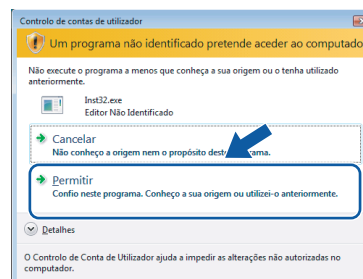 Controlo de contas de utilizador
Um programa não identificado pretende aceder ao computado
Não execute o programa a menos que conheça a sua origem ou o tenha utilizado
anteriormente.
Inst32.exe
Editor Não Identificado
Cancelar
Não conheço a origem nem o propósito deste
Permitir
Confio neste programa. Conheço a sua origem ou utilizei-o anteriormente.
Detalhes
O Controlo de Conta de Utilizador ajuda a impedir as alterações não autorizadas no
computador.